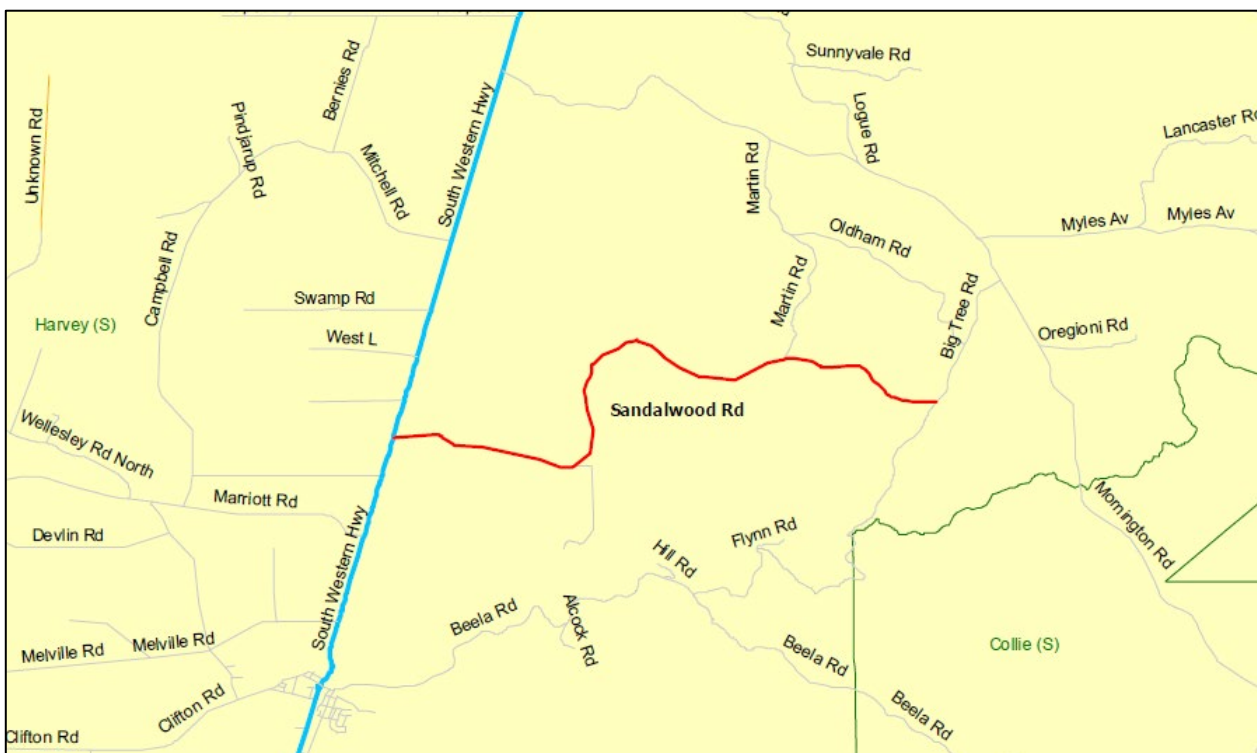 Sunnyvale Rd
Bernies Rd
South Western Hwy
Unknown Rd
Pindjarup Rd
Mitchell Rd
Logue Rd
Lancaster Rd
Martin Rd
Myles Av
Myles Av
Oldham Rd
Campbell Rd
Swamp Rd
Martin Rd
Big Tree Rd
Harvey (S)
West L
Oregioni Rd
Sandalwood Rd
Wellesley Rd North
Marriott Rd
Devlin Rd
Mornington Rd
Flynn Rd
Hill Rd
South Western Hwy
Beela Rd
Alcock Rd
Melville Rd
Melville Rd
Beela Rd
Collie (S)
Clifton Rd
Beela Rd
Clifton Rd